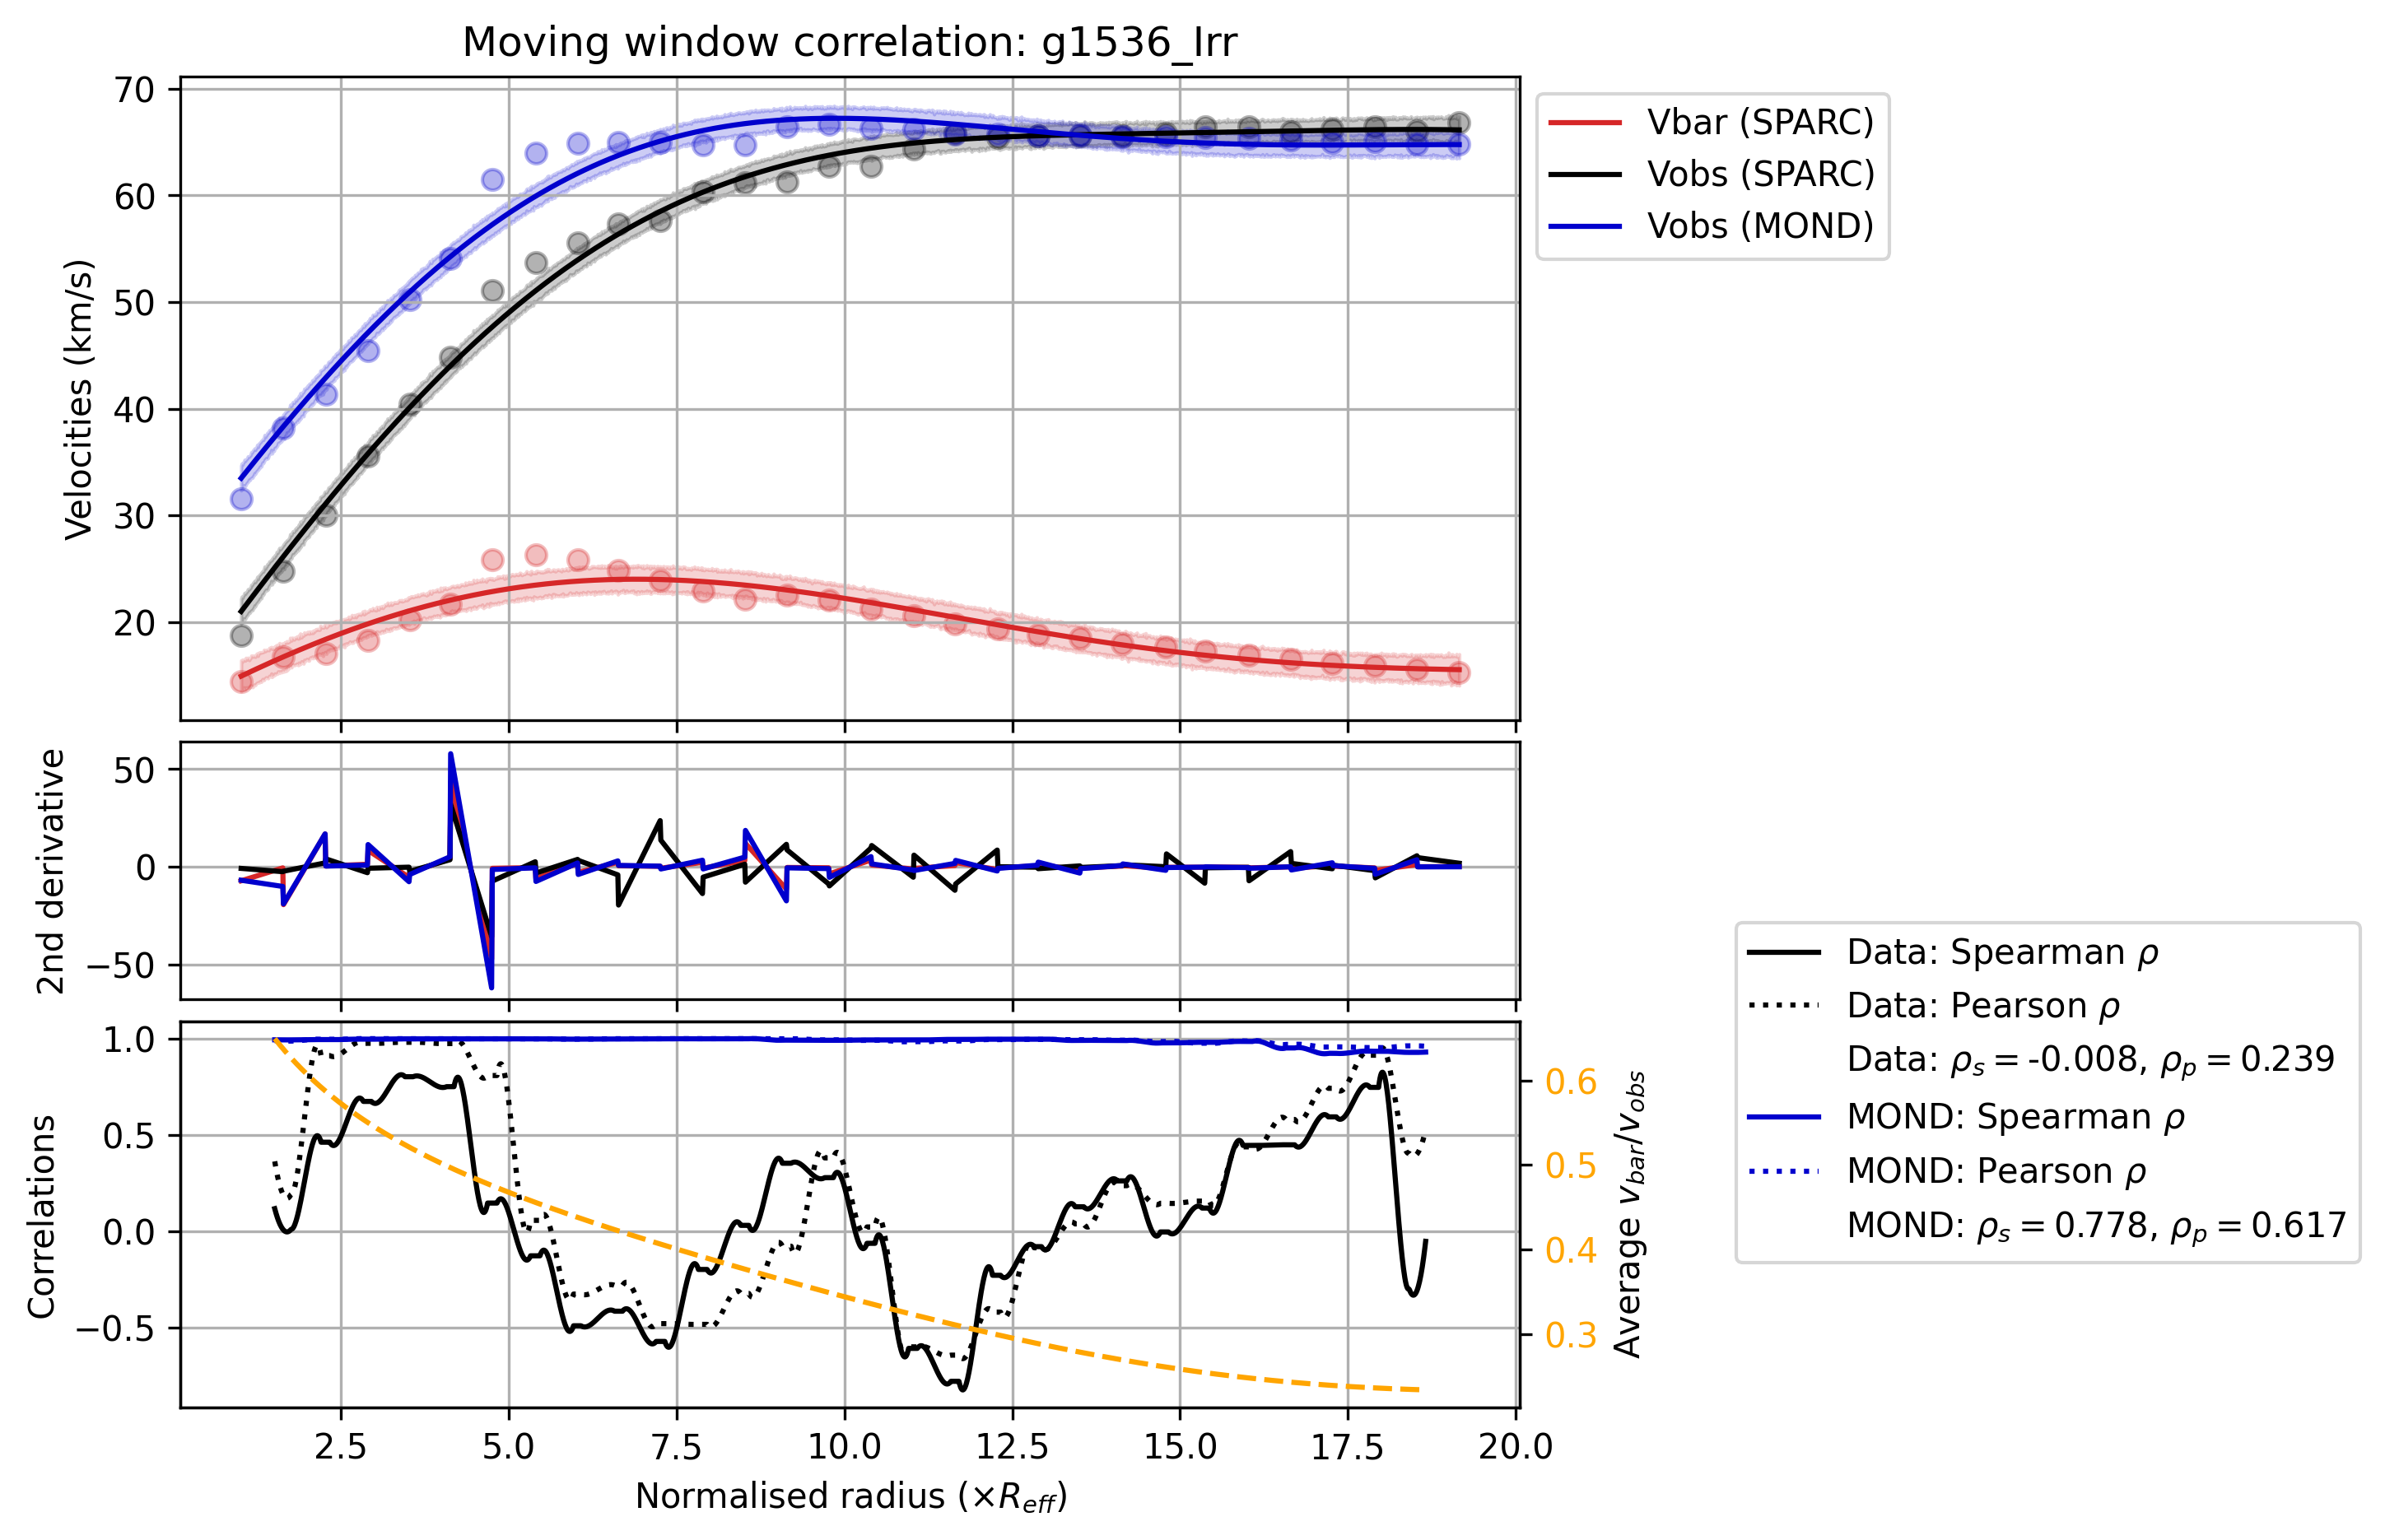 Moving window correlation: g1536_Irr
70
60
50
40
30
20
Velocities (km/s)
Vbar (SPARC)
Vobs (SPARC)
Vobs (MOND)
50
0
−50
2nd derivative
1.0
0.5
0.0
−0.5
Correlations
0.6
0.5
0.4
0.3
Average v_bar/v_obs
Data: Spearman ρ
Data: Pearson ρ
Data: ρ_s = -0.008, ρ_p = 0.239
MOND: Spearman ρ
MOND: Pearson ρ
MOND: ρ_s = 0.778, ρ_p = 0.617
2.5 5.0 7.5 10.0 12.5 15.0 17.5 20.0
Normalised radius (×R_eff)